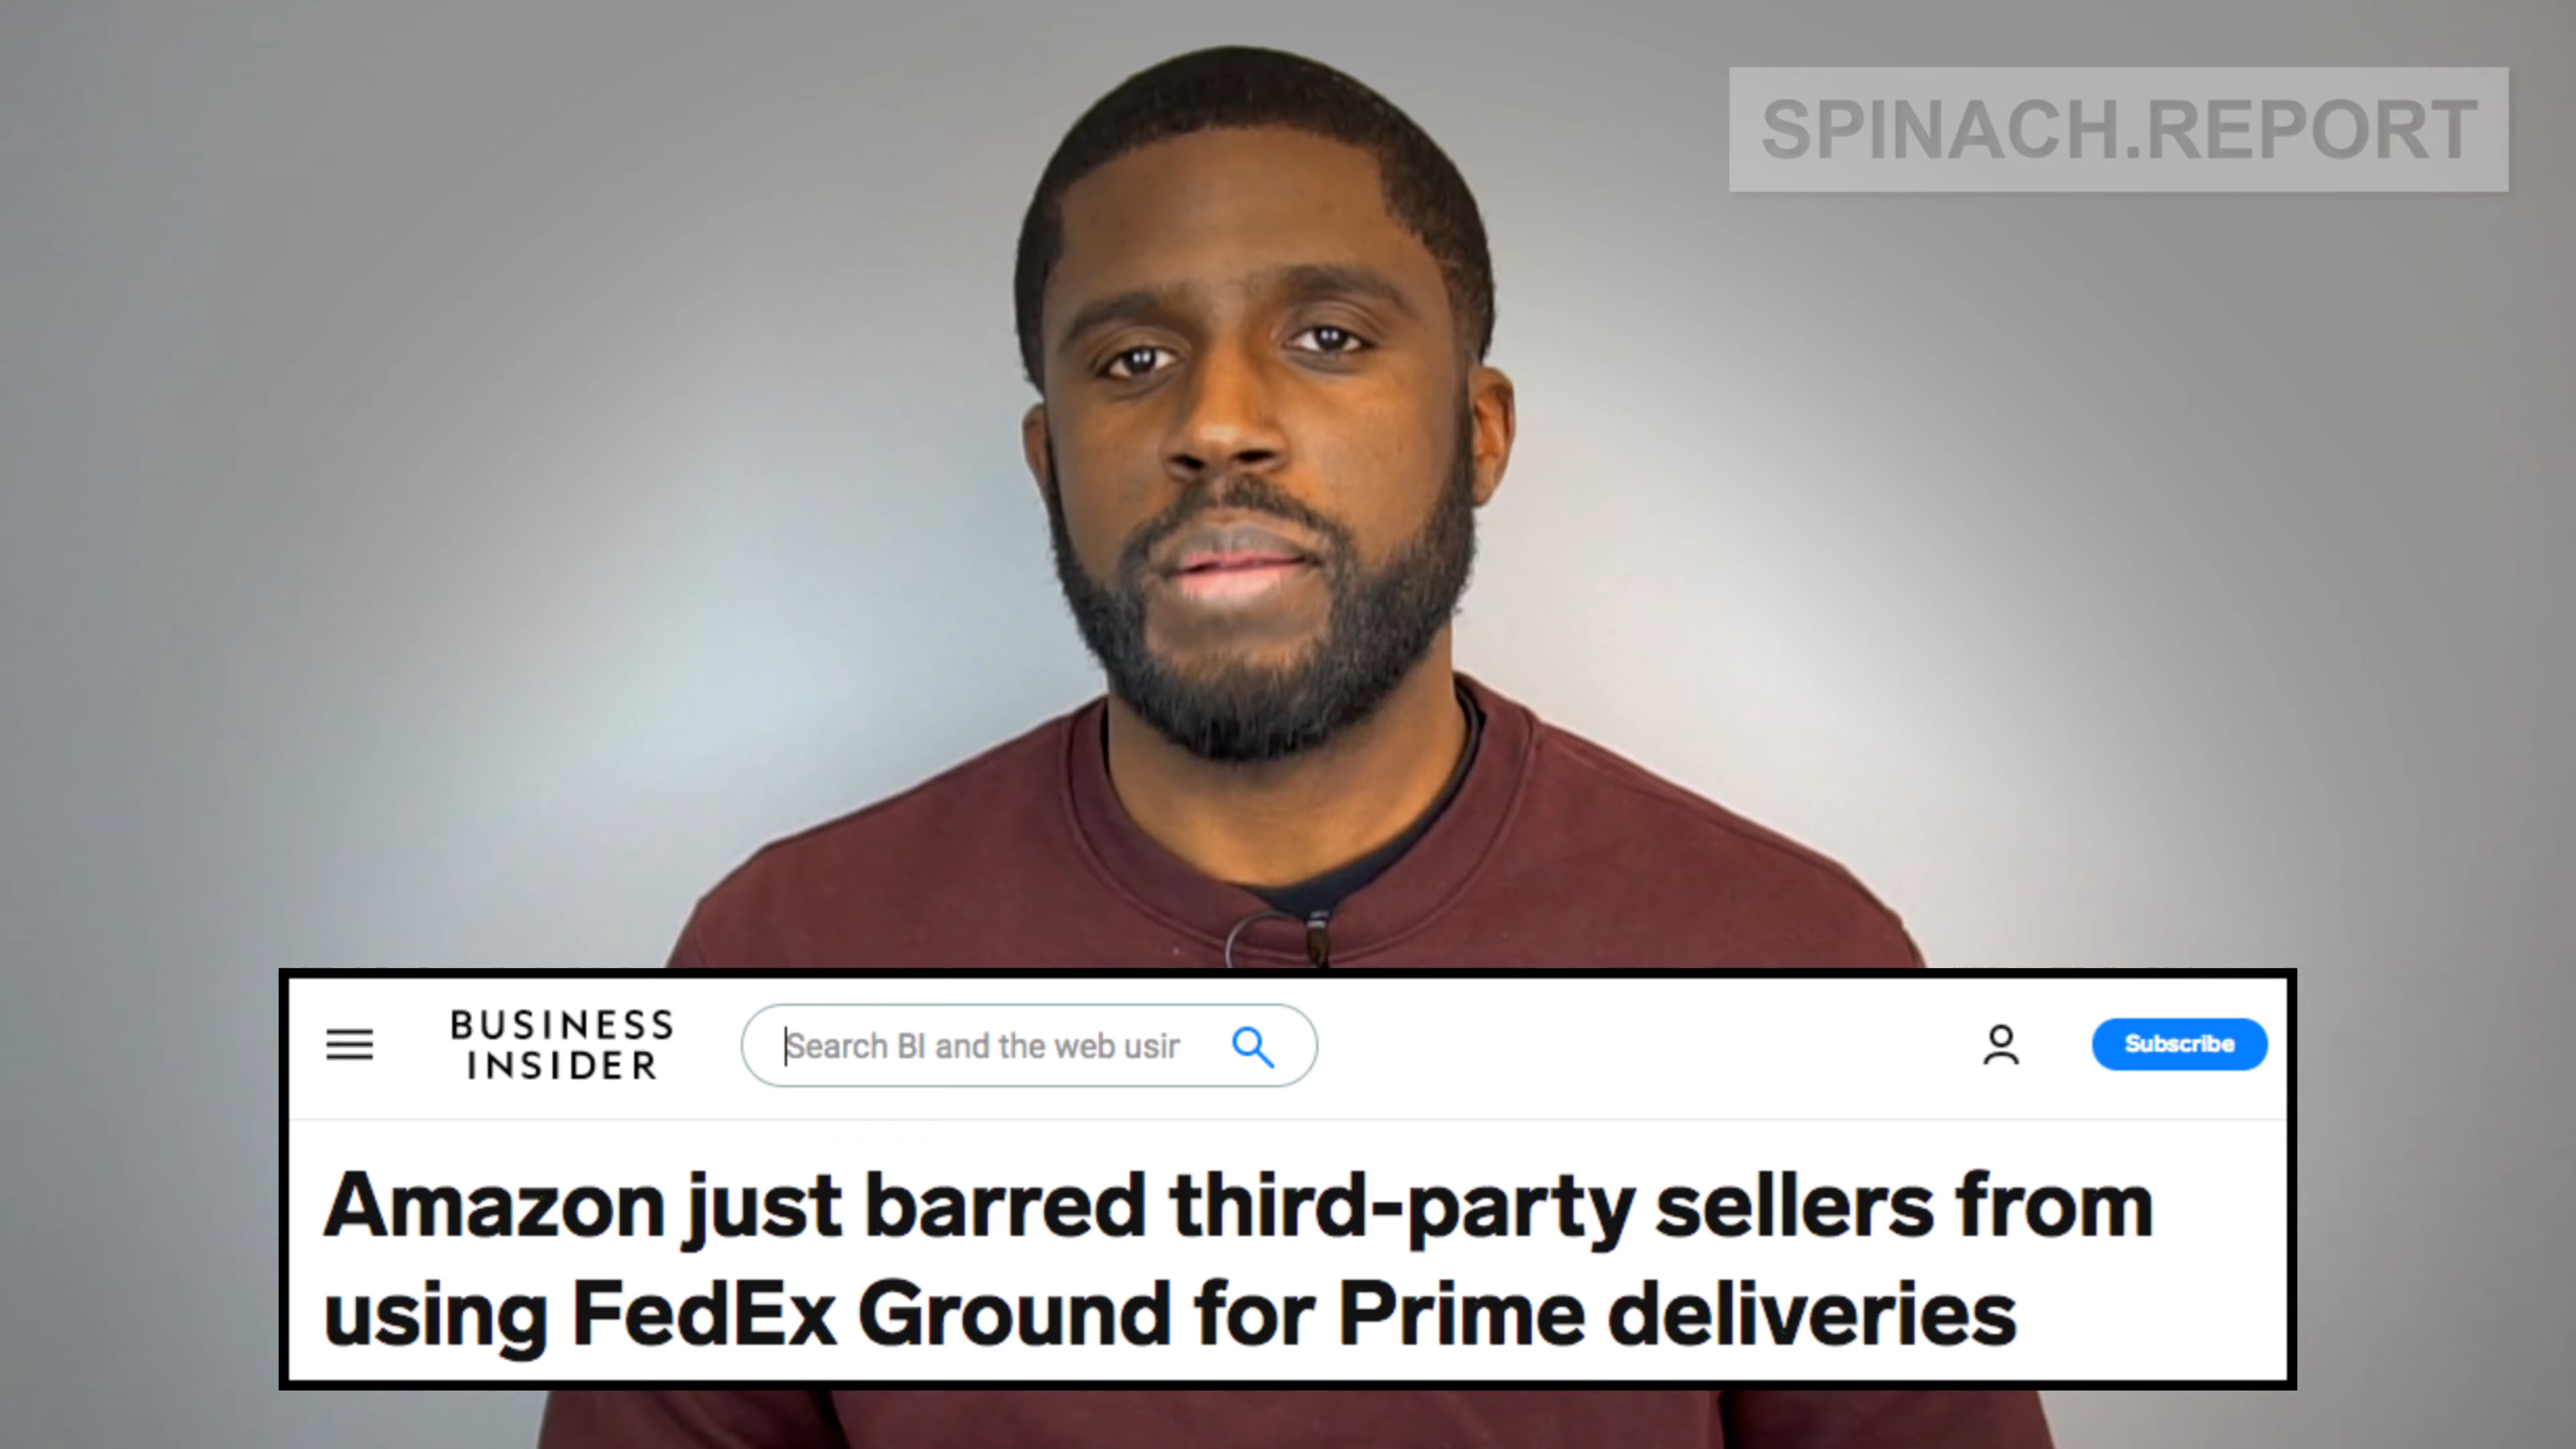 SPINACH.REPORT
BUSINESS
INSIDER
Search BI and the web usir
Subscribe
Amazon just barred third-party sellers from
using FedEx Ground for Prime deliveries